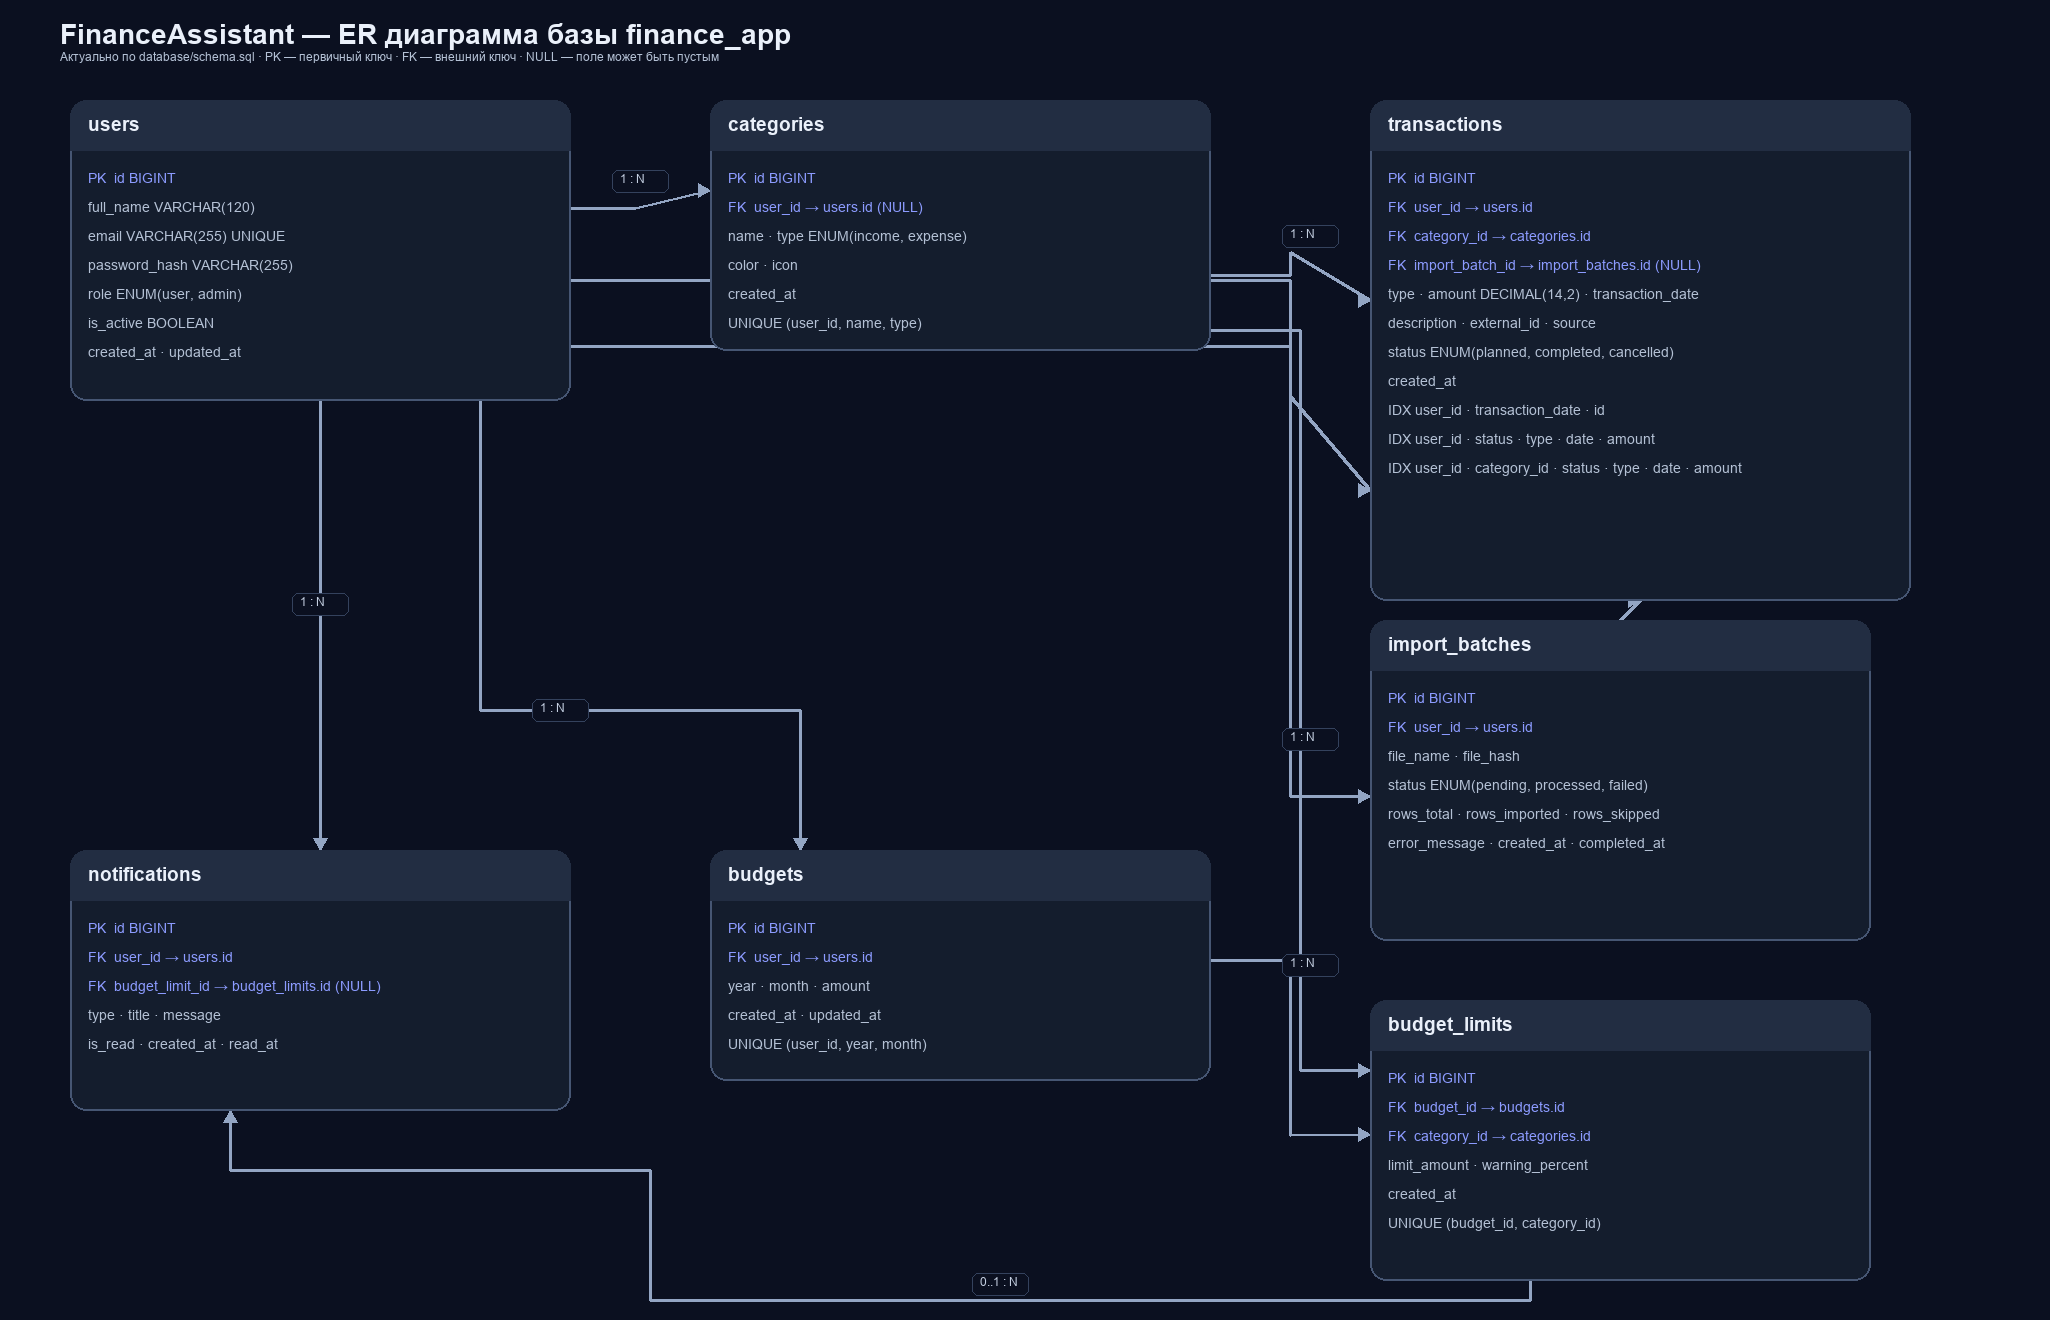 FinanceAssistant — ER диаграмма базы finance_app
Актуально по database/schema.sql · PK — первичный ключ · FK — внешний ключ · NULL — поле может быть пустым
users
PK id BIGINT
full_name VARCHAR(120)
email VARCHAR(255) UNIQUE
password_hash VARCHAR(255)
role ENUM(user, admin)
is_active BOOLEAN
created_at · updated_at
1 : N
categories
PK id BIGINT
FK user_id → users.id (NULL)
name · type ENUM(income, expense)
color · icon
created_at
UNIQUE (user_id, name, type)
1 : N
transactions
PK id BIGINT
FK user_id → users.id
FK category_id → categories.id
FK import_batch_id → import_batches.id (NULL)
type · amount DECIMAL(14,2) · transaction_date
description · external_id · source
status ENUM(planned, completed, cancelled)
created_at
IDX user_id · transaction_date · id
IDX user_id · status · type · date · amount
IDX user_id · category_id · status · type · date · amount
1 : N
1 : N
1 : N
import_batches
PK id BIGINT
FK user_id → users.id
file_name · file_hash
status ENUM(pending, processed, failed)
rows_total · rows_imported · rows_skipped
error_message · created_at · completed_at
notifications
PK id BIGINT
FK user_id → users.id
FK budget_limit_id → budget_limits.id (NULL)
type · title · message
is_read · created_at · read_at
budgets
PK id BIGINT
FK user_id → users.id
year · month · amount
created_at · updated_at
UNIQUE (user_id, year, month)
1 : N
budget_limits
PK id BIGINT
FK budget_id → budgets.id
FK category_id → categories.id
limit_amount · warning_percent
created_at
UNIQUE (budget_id, category_id)
0..1 : N